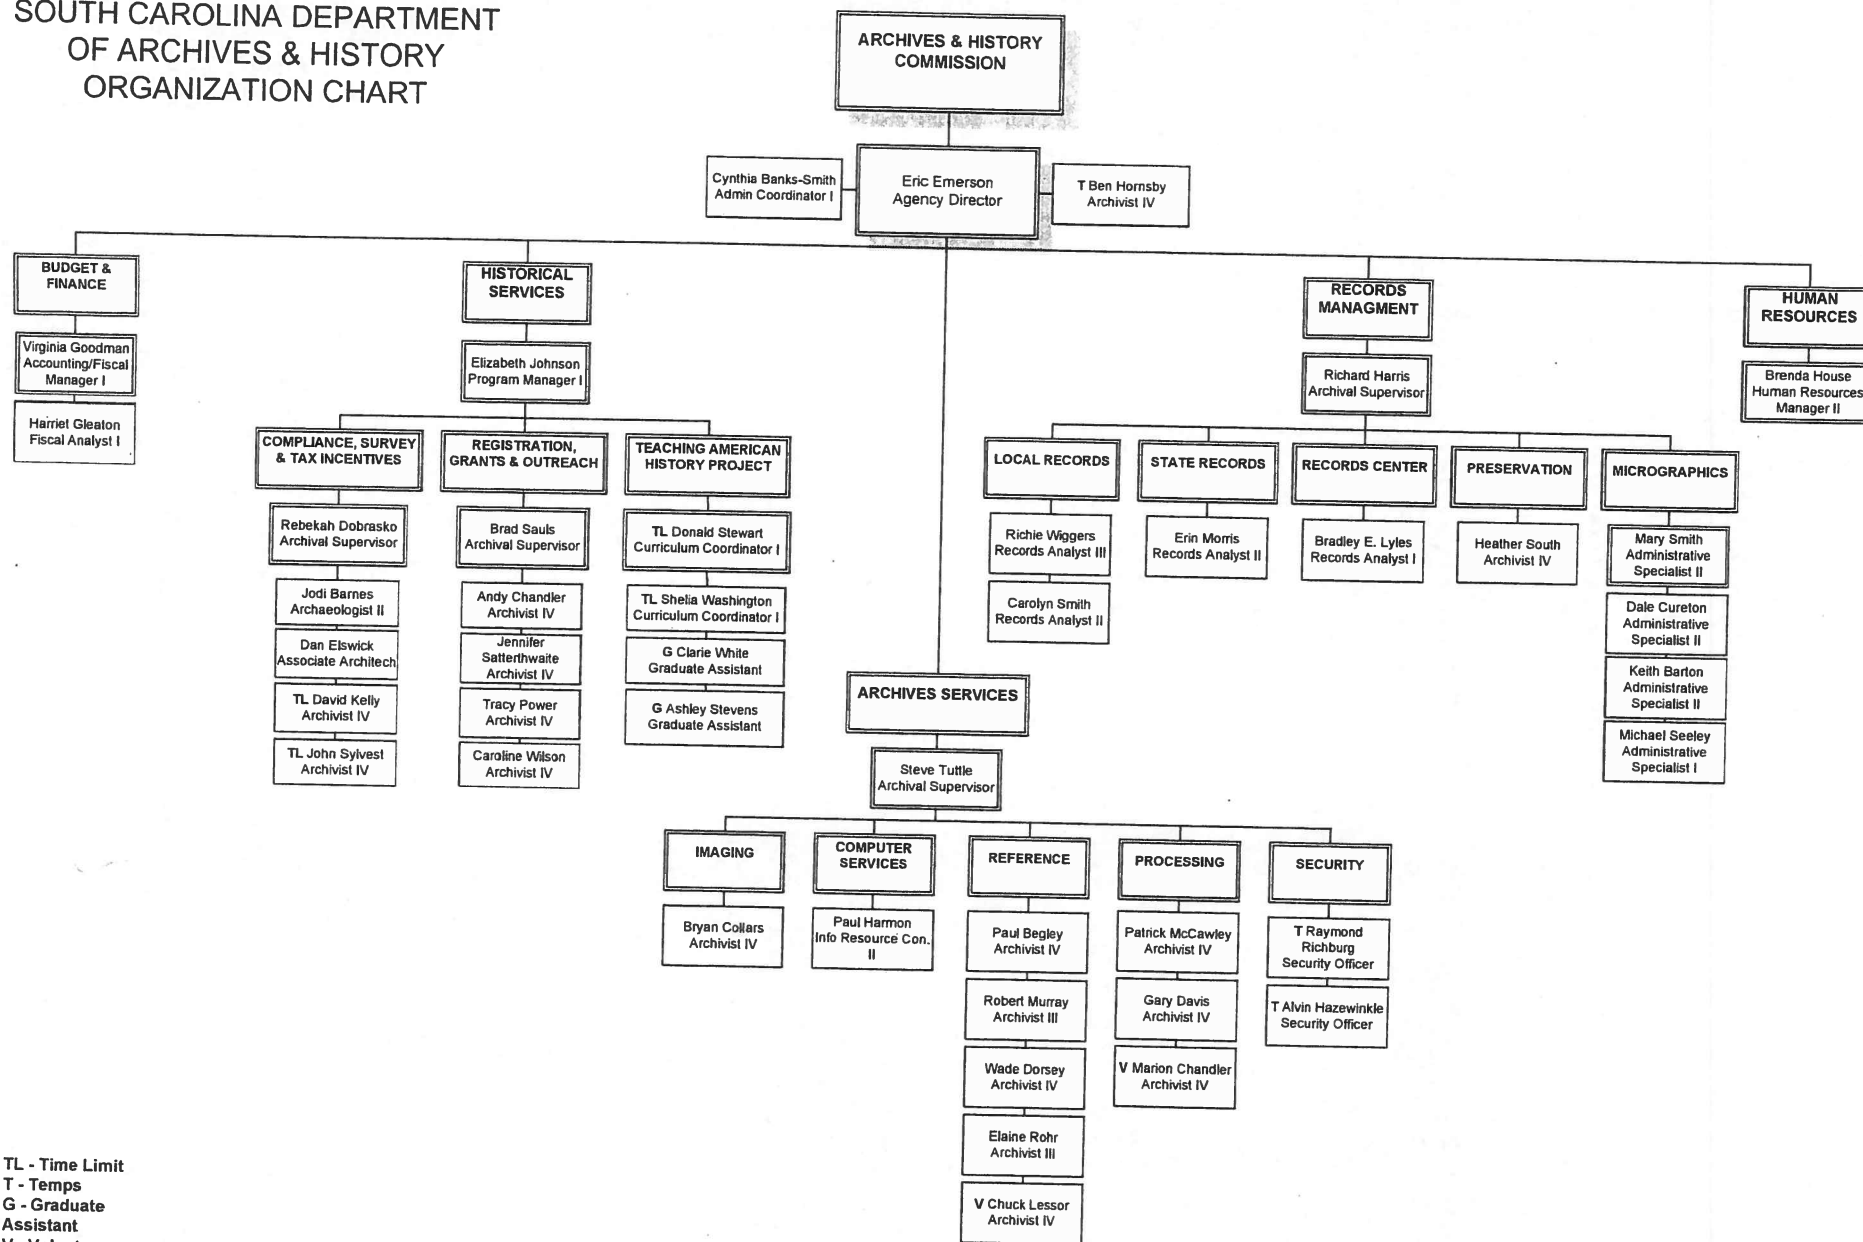 SOUTH CAROLINA DEPARTMENT
OF ARCHIVES & HISTORY
ORGANIZATION CHART
ARCHIVES & HISTORY
COMMISSION
Cynthia Banks-Smith
Admin Coordinator I
Eric Emerson
Agency Director
T Ben Hornsby
Archivist IV
BUDGET &
FINANCE
Virginia Goodman
Accounting/Fiscal
Manager I
Harriet Gleaton
Fiscal Analyst I
HISTORICAL
SERVICES
Elizabeth Johnson
Program Manager I
COMPLIANCE, SURVEY
& TAX INCENTIVES
Rebekah Dobrasko
Archival Supervisor
Jodi Barnes
Archaeologist II
Dan Elswick
Associate Architech
TL David Kelly
Archivist IV
TL John Sylvest
Archivist IV
REGISTRATION,
GRANTS & OUTREACH
Brad Sauls
Archival Supervisor
Andy Chandler
Archivist IV
Jennifer
Satterthwaite
Archivist IV
Tracy Power
Archivist IV
Caroline Wilson
Archivist IV
TEACHING AMERICAN
HISTORY PROJECT
TL Donald Stewart
Curriculum Coordinator I
TL Shelia Washington
Curriculum Coordinator I
G Clarie White
Graduate Assistant
G Ashley Stevens
Graduate Assistant
RECORDS
MANAGMENT
Richard Harris
Archival Supervisor
LOCAL RECORDS
Richie Wiggers
Records Analyst III
Carolyn Smith
Records Analyst II
STATE RECORDS
Erin Morris
Records Analyst II
RECORDS CENTER
Bradley E. Lyles
Records Analyst I
PRESERVATION
Heather South
Archivist IV
MICROGRAPHICS
Mary Smith
Administrative
Specialist II
Dale Cureton
Administrative
Specialist II
Keith Barton
Administrative
Specialist II
Michael Seeley
Administrative
Specialist I
HUMAN
RESOURCES
Brenda House
Human Resources
Manager II
ARCHIVES SERVICES
Steve Tuttle
Archival Supervisor
IMAGING
Bryan Collars
Archivist IV
COMPUTER
SERVICES
Paul Harmon
Info Resource Con.
II
REFERENCE
Paul Begley
Archivist IV
Robert Murray
Archivist III
Wade Dorsey
Archivist IV
Elaine Rohr
Archivist III
V Chuck Lessor
Archivist IV
PROCESSING
Patrick McCawley
Archivist IV
Gary Davis
Archivist IV
V Marion Chandler
Archivist IV
SECURITY
T Raymond
Richburg
Security Officer
T Alvin Hazewinkle
Security Officer
TL - Time Limit
T - Temps
G - Graduate
Assistant